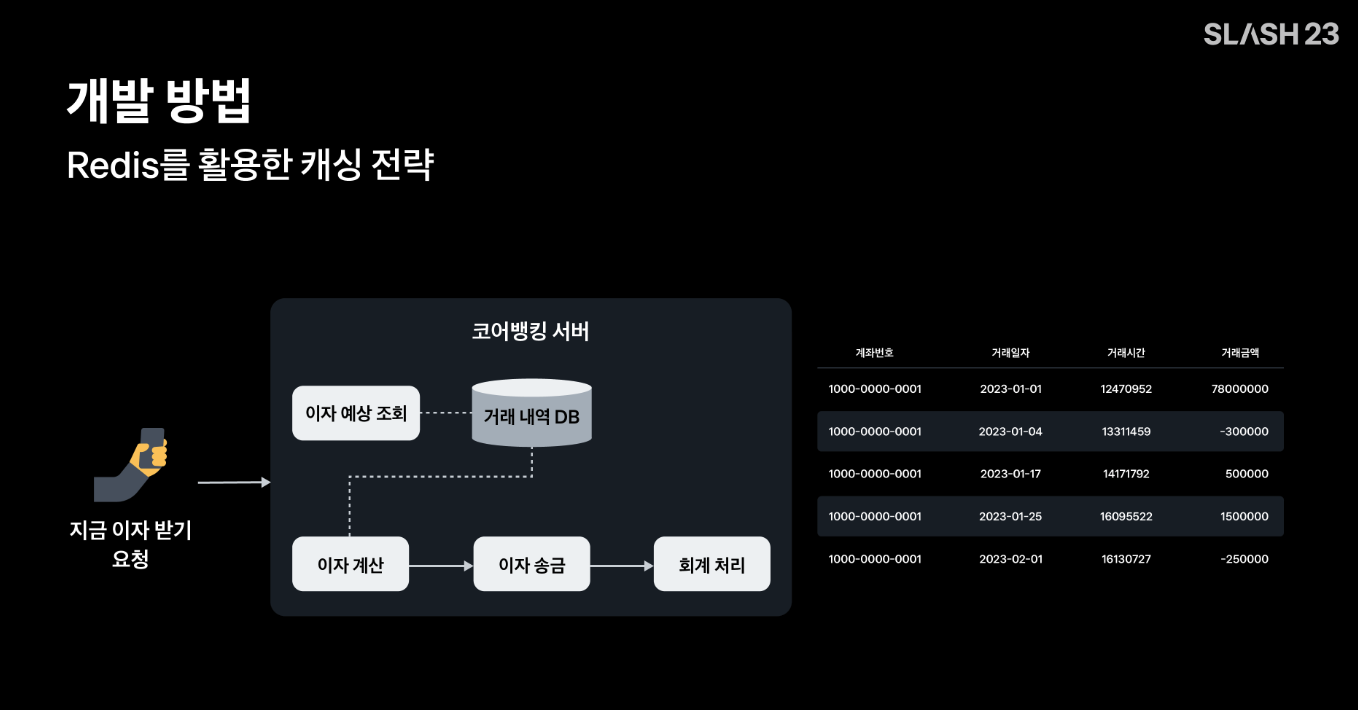 SLASH 23
개발 방법
Redis를 활용한 캐싱 전략
지금 이자 받기
요청
코어뱅킹 서버
이자 예상 조회
거래 내역 DB
이자 계산
이자 송금
회계 처리
계좌번호 거래일자 거래시간 거래금액
1000-0000-0001 2023-01-01 12470952 78000000
1000-0000-0001 2023-01-04 13311459 -300000
1000-0000-0001 2023-01-17 14171792 500000
1000-0000-0001 2023-01-25 16095522 1500000
1000-0000-0001 2023-02-01 16130727 -250000